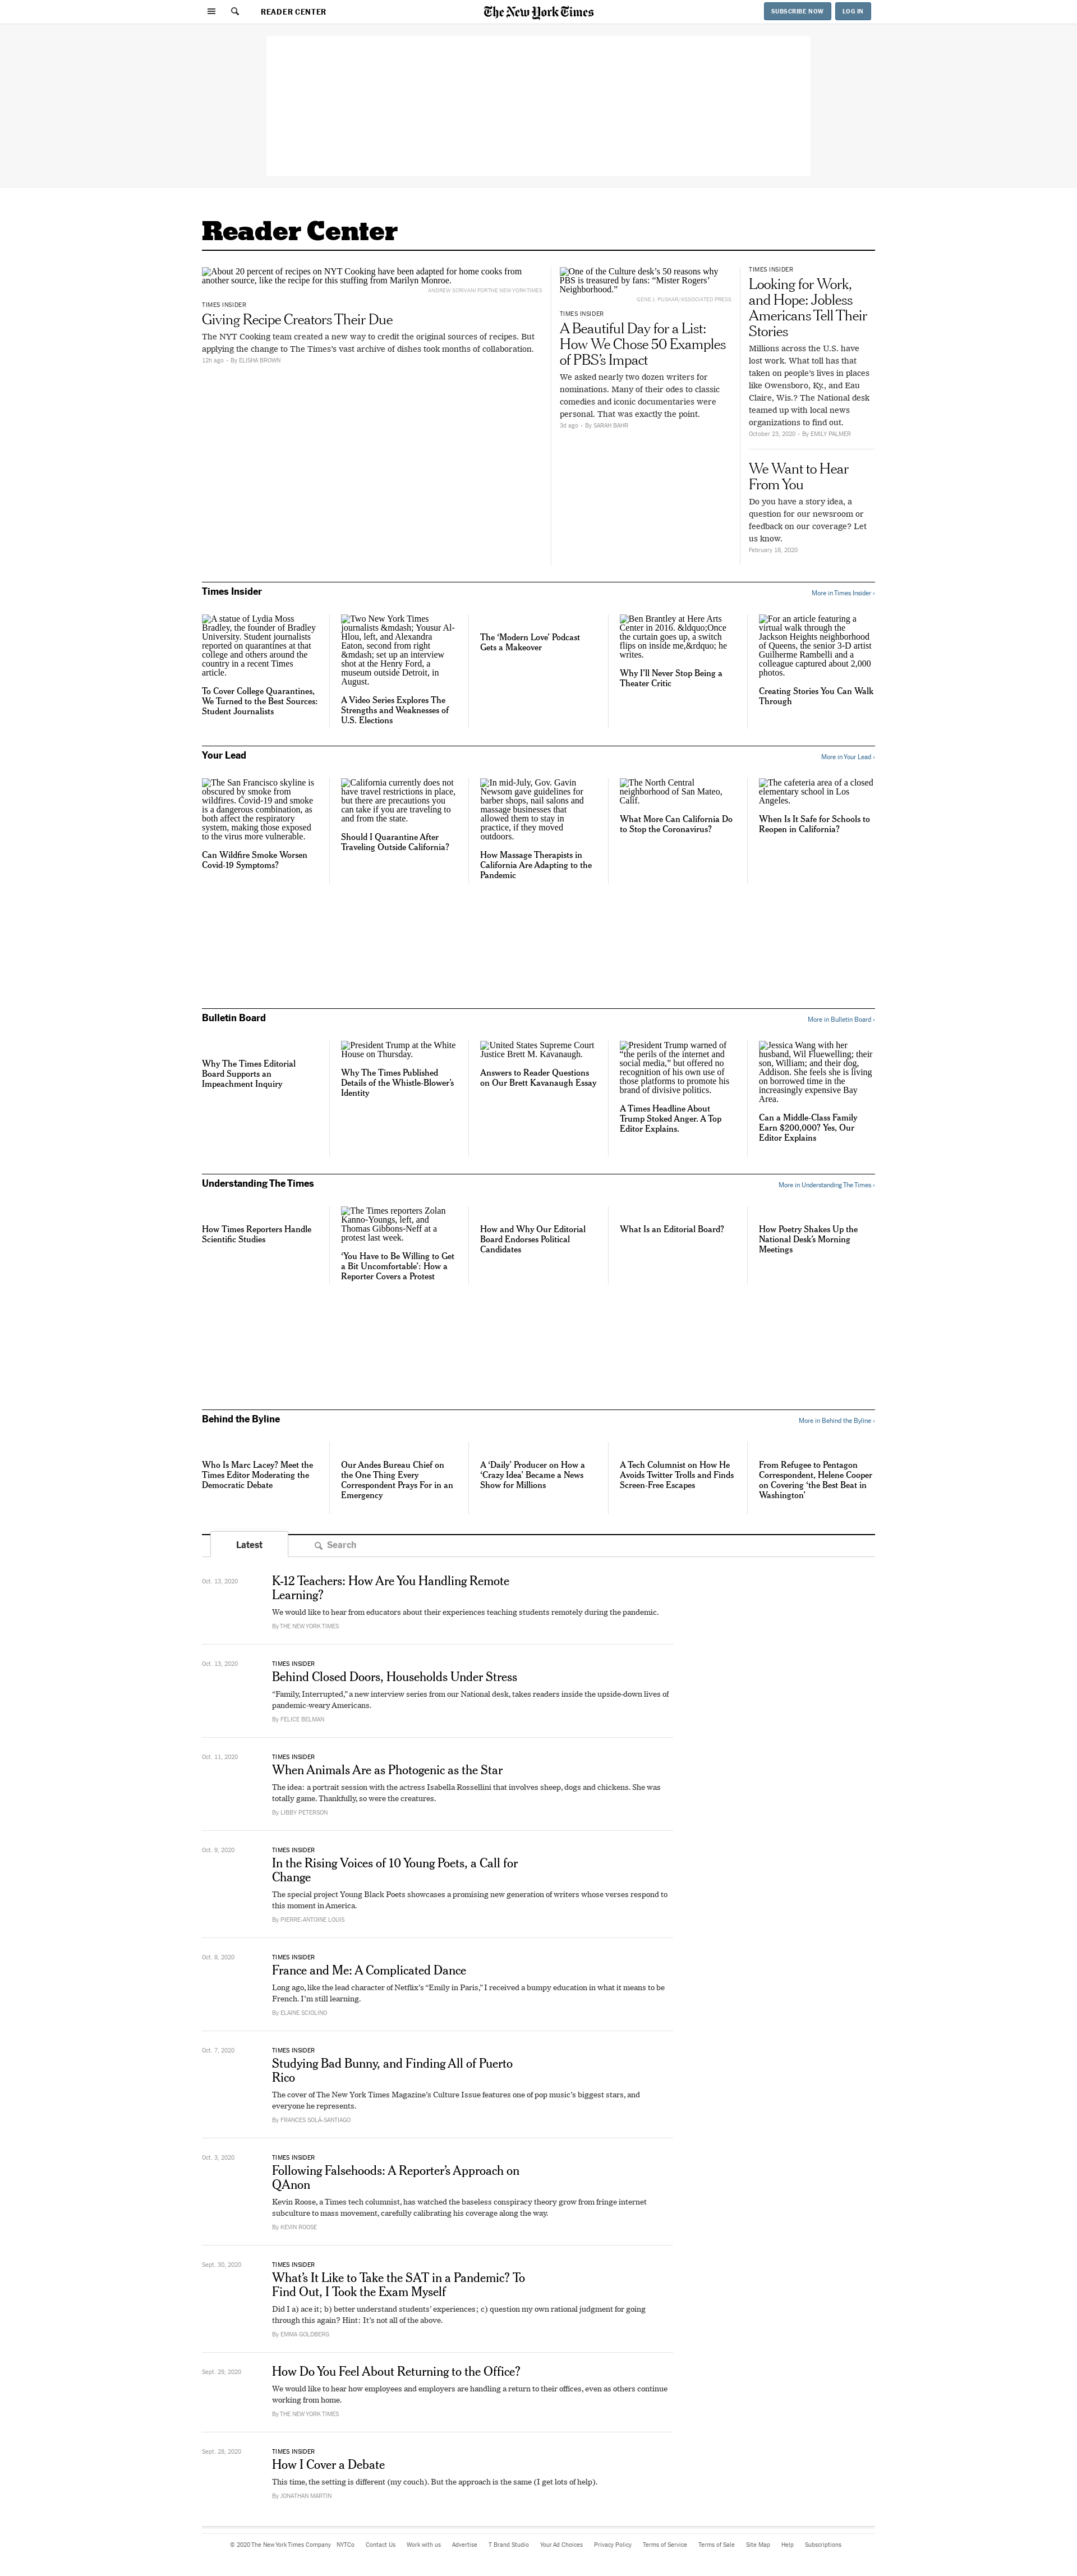 READER CENTER
The New York Times
SUBSCRIBE NOW
LOG IN
Reader Center
About 20 percent of recipes on NYT Cooking have been adapted for home cooks from
another source, like the recipe for this stuffing from Marilyn Monroe.
ANDREW SCRIVANI FOR THE NEW YORK TIMES
TIMES INSIDER
Giving Recipe Creators Their Due
The NYT Cooking team created a new way to credit the original sources of recipes. But
applying the change to The Times’s vast archive of dishes took months of collaboration.
12h ago • By ELISHA BROWN
One of the Culture desk’s 50 reasons why
PBS is treasured by fans: “Mister Rogers’
Neighborhood.”
GENE J. PUSKAR/ASSOCIATED PRESS
TIMES INSIDER
A Beautiful Day for a List:
How We Chose 50 Examples
of PBS’s Impact
We asked nearly two dozen writers for
nominations. Many of their odes to classic
comedies and iconic documentaries were
personal. That was exactly the point.
3d ago • By SARAH BAHR
TIMES INSIDER
Looking for Work,
and Hope: Jobless
Americans Tell Their
Stories
Millions across the U.S. have
lost work. What toll has that
taken on people’s lives in places
like Owensboro, Ky., and Eau
Claire, Wis.? The National desk
teamed up with local news
organizations to find out.
October 23, 2020 • By EMILY PALMER
We Want to Hear
From You
Do you have a story idea, a
question for our newsroom or
feedback on our coverage? Let
us know.
February 18, 2020
Times Insider
More in Times Insider ›
A statue of Lydia Moss
Bradley, the founder of Bradley
University. Student journalists
reported on quarantines at that
college and others around the
country in a recent Times
article.
To Cover College Quarantines,
We Turned to the Best Sources:
Student Journalists
Two New York Times
journalists &mdash; Yousur Al-
Hlou, left, and Alexandra
Eaton, second from right
&mdash; set up an interview
shot at the Henry Ford, a
museum outside Detroit, in
August.
A Video Series Explores The
Strengths and Weaknesses of
U.S. Elections
The ‘Modern Love’ Podcast
Gets a Makeover
Ben Brantley at Here Arts
Center in 2016. &ldquo;Once
the curtain goes up, a switch
flips on inside me,&rdquo; he
writes.
Why I’ll Never Stop Being a
Theater Critic
For an article featuring a
virtual walk through the
Jackson Heights neighborhood
of Queens, the senior 3-D artist
Guilherme Rambelli and a
colleague captured about 2,000
photos.
Creating Stories You Can Walk
Through
Your Lead
More in Your Lead ›
The San Francisco skyline is
obscured by smoke from
wildfires. Covid-19 and smoke
is a dangerous combination, as
both affect the respiratory
system, making those exposed
to the virus more vulnerable.
Can Wildfire Smoke Worsen
Covid-19 Symptoms?
California currently does not
have travel restrictions in place,
but there are precautions you
can take if you are traveling to
and from the state.
Should I Quarantine After
Traveling Outside California?
In mid-July, Gov. Gavin
Newsom gave guidelines for
barber shops, nail salons and
massage businesses that
allowed them to stay in
practice, if they moved
outdoors.
How Massage Therapists in
California Are Adapting to the
Pandemic
The North Central
neighborhood of San Mateo,
Calif.
What More Can California Do
to Stop the Coronavirus?
The cafeteria area of a closed
elementary school in Los
Angeles.
When Is It Safe for Schools to
Reopen in California?
Bulletin Board
More in Bulletin Board ›
Why The Times Editorial
Board Supports an
Impeachment Inquiry
President Trump at the White
House on Thursday.
Why The Times Published
Details of the Whistle-Blower’s
Identity
United States Supreme Court
Justice Brett M. Kavanaugh.
Answers to Reader Questions
on Our Brett Kavanaugh Essay
President Trump warned of
“the perils of the internet and
social media,” but offered no
recognition of his own use of
those platforms to promote his
brand of divisive politics.
A Times Headline About
Trump Stoked Anger. A Top
Editor Explains.
Jessica Wang with her
husband, Wil Fluewelling; their
son, William; and their dog,
Addison. She feels she is living
on borrowed time in the
increasingly expensive Bay
Area.
Can a Middle-Class Family
Earn $200,000? Yes, Our
Editor Explains
Understanding The Times
More in Understanding The Times ›
How Times Reporters Handle
Scientific Studies
The Times reporters Zolan
Kanno-Youngs, left, and
Thomas Gibbons-Neff at a
protest last week.
‘You Have to Be Willing to Get
a Bit Uncomfortable’: How a
Reporter Covers a Protest
How and Why Our Editorial
Board Endorses Political
Candidates
What Is an Editorial Board?
How Poetry Shakes Up the
National Desk’s Morning
Meetings
Behind the Byline
More in Behind the Byline ›
Who Is Marc Lacey? Meet the
Times Editor Moderating the
Democratic Debate
Our Andes Bureau Chief on
the One Thing Every
Correspondent Prays For in an
Emergency
A ‘Daily’ Producer on How a
‘Crazy Idea’ Became a News
Show for Millions
A Tech Columnist on How He
Avoids Twitter Trolls and Finds
Screen-Free Escapes
From Refugee to Pentagon
Correspondent, Helene Cooper
on Covering ‘the Best Beat in
Washington’
Latest
Search
Oct. 13, 2020
K-12 Teachers: How Are You Handling Remote
Learning?
We would like to hear from educators about their experiences teaching students remotely during the pandemic.
By THE NEW YORK TIMES
Oct. 13, 2020
TIMES INSIDER
Behind Closed Doors, Households Under Stress
“Family, Interrupted,” a new interview series from our National desk, takes readers inside the upside-down lives of
pandemic-weary Americans.
By FELICE BELMAN
Oct. 11, 2020
TIMES INSIDER
When Animals Are as Photogenic as the Star
The idea: a portrait session with the actress Isabella Rossellini that involves sheep, dogs and chickens. She was
totally game. Thankfully, so were the creatures.
By LIBBY PETERSON
Oct. 9, 2020
TIMES INSIDER
In the Rising Voices of 10 Young Poets, a Call for
Change
The special project Young Black Poets showcases a promising new generation of writers whose verses respond to
this moment in America.
By PIERRE-ANTOINE LOUIS
Oct. 8, 2020
TIMES INSIDER
France and Me: A Complicated Dance
Long ago, like the lead character of Netflix’s “Emily in Paris,” I received a bumpy education in what it means to be
French. I’m still learning.
By ELAINE SCIOLINO
Oct. 7, 2020
TIMES INSIDER
Studying Bad Bunny, and Finding All of Puerto
Rico
The cover of The New York Times Magazine’s Culture Issue features one of pop music’s biggest stars, and
everyone he represents.
By FRANCES SOLÁ-SANTIAGO
Oct. 3, 2020
TIMES INSIDER
Following Falsehoods: A Reporter’s Approach on
QAnon
Kevin Roose, a Times tech columnist, has watched the baseless conspiracy theory grow from fringe internet
subculture to mass movement, carefully calibrating his coverage along the way.
By KEVIN ROOSE
Sept. 30, 2020
TIMES INSIDER
What’s It Like to Take the SAT in a Pandemic? To
Find Out, I Took the Exam Myself
Did I a) ace it; b) better understand students’ experiences; c) question my own rational judgment for going
through this again? Hint: It’s not all of the above.
By EMMA GOLDBERG
Sept. 29, 2020
How Do You Feel About Returning to the Office?
We would like to hear how employees and employers are handling a return to their offices, even as others continue
working from home.
By THE NEW YORK TIMES
Sept. 28, 2020
TIMES INSIDER
How I Cover a Debate
This time, the setting is different (my couch). But the approach is the same (I get lots of help).
By JONATHAN MARTIN
© 2020 The New York Times Company NYTCo Contact Us Work with us Advertise T Brand Studio Your Ad Choices Privacy Policy Terms of Service Terms of Sale Site Map Help Subscriptions